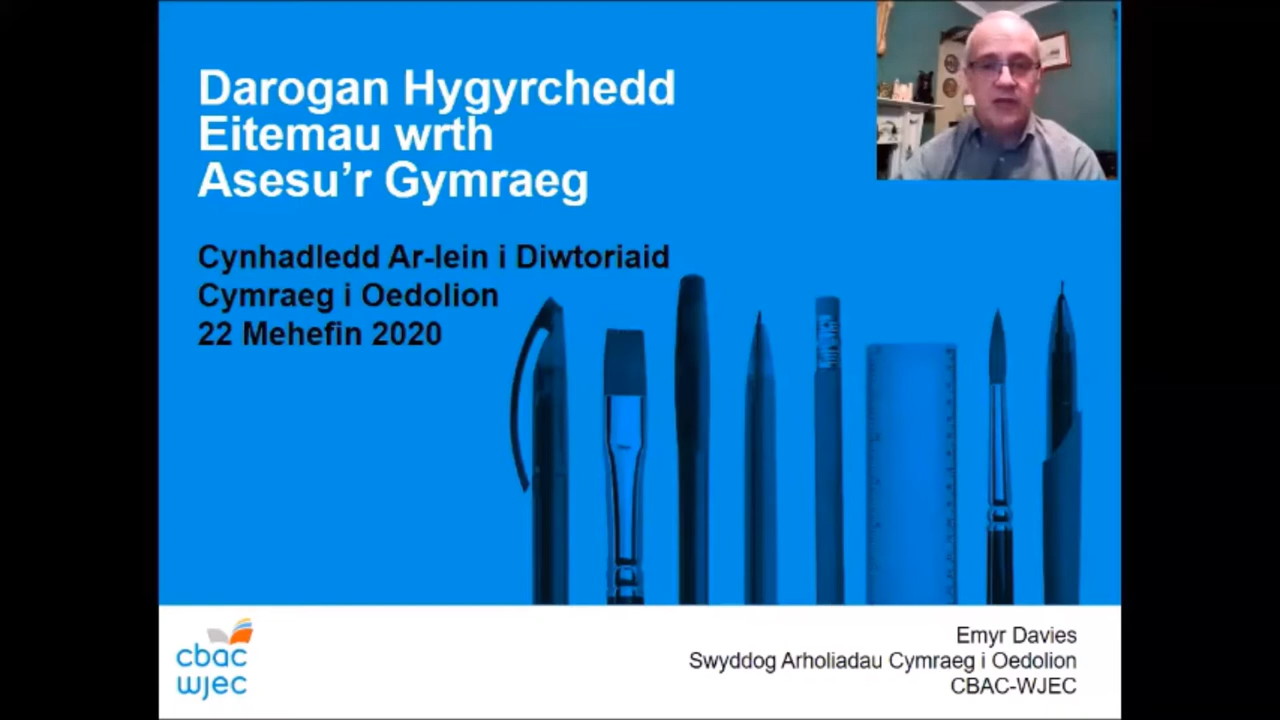 Darogan Hygyrchedd
Eitemau wrth
Asesu'r Gymraeg
Cynhadledd Ar-lein i Diwtoriaid
Cymraeg i Oedolion
22 Mehefin 2020
cbac
wjec
Emyr Davies
Swyddog Arholiadau Cymraeg i Oedolion
CBAC-WJEC